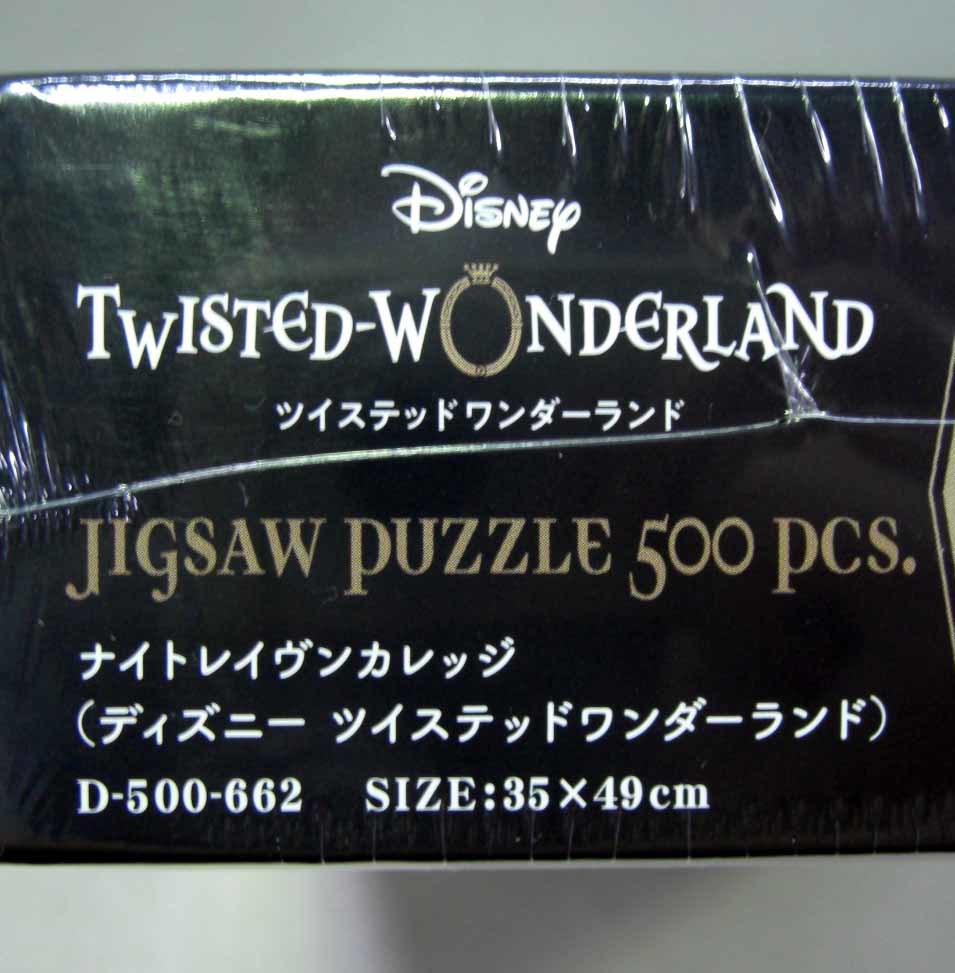 Disney
TWISTED-WONDERLAND
ツイステッドワンダーランド
JIGSAW PUZZLE 500 PCS.
ナイトレイヴンカレッジ
（ディズニー ツイステッドワンダーランド）
D-500-662 SIZE:35×49cm